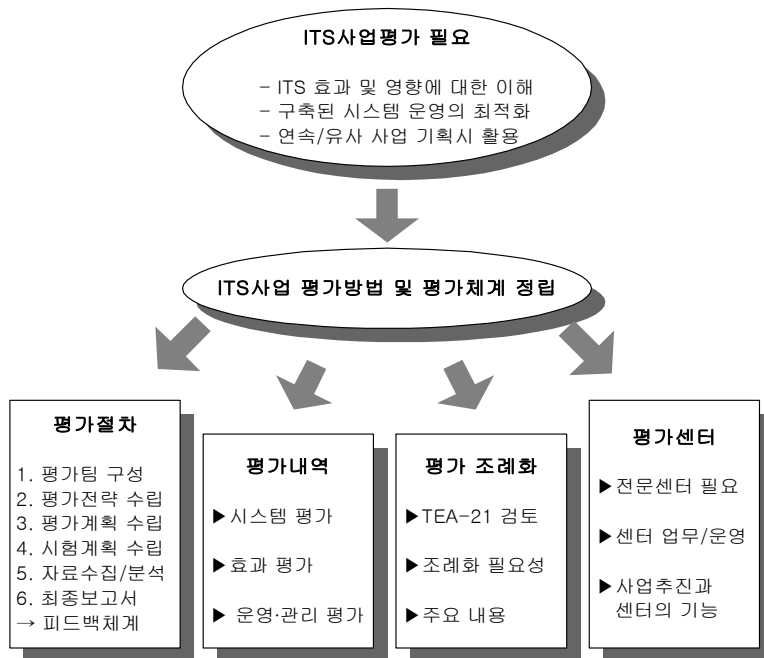 ITS사업평가 필요
- ITS 효과 및 영향에 대한 이해
- 구축된 시스템 운영의 최적화
- 연속/유사 사업 기획시 활용
ITS사업 평가방법 및 평가체계 정립
평가절차
1. 평가팀 구성
2. 평가전략 수립
3. 평가계획 수립
4. 시험계획 수립
5. 자료수집/분석
6. 최종보고서
→ 피드백체계
평가내역
▶시스템 평가
▶효과 평가
▶ 운영·관리 평가
평가 조례화
▶TEA-21 검토
▶조례화 필요성
▶주요 내용
평가센터
▶전문센터 필요
▶센터 업무/운영
▶사업추진과
센터의 기능